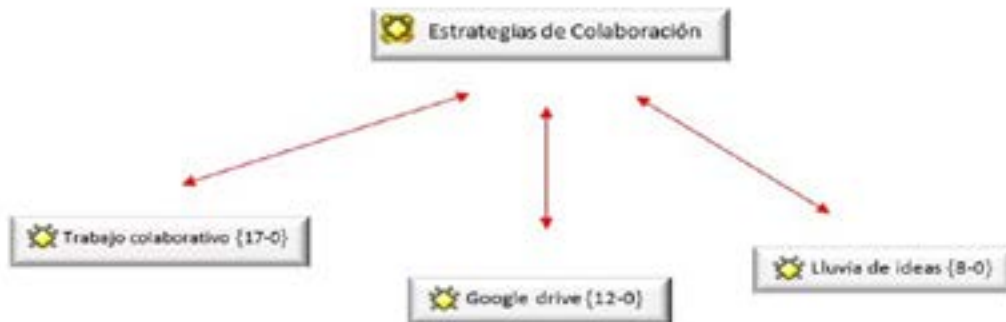 Estrategias de Colaboración
Trabajo colaborativo {17-0}
Google drive {12-0}
Lluvia de ideas {8-0}